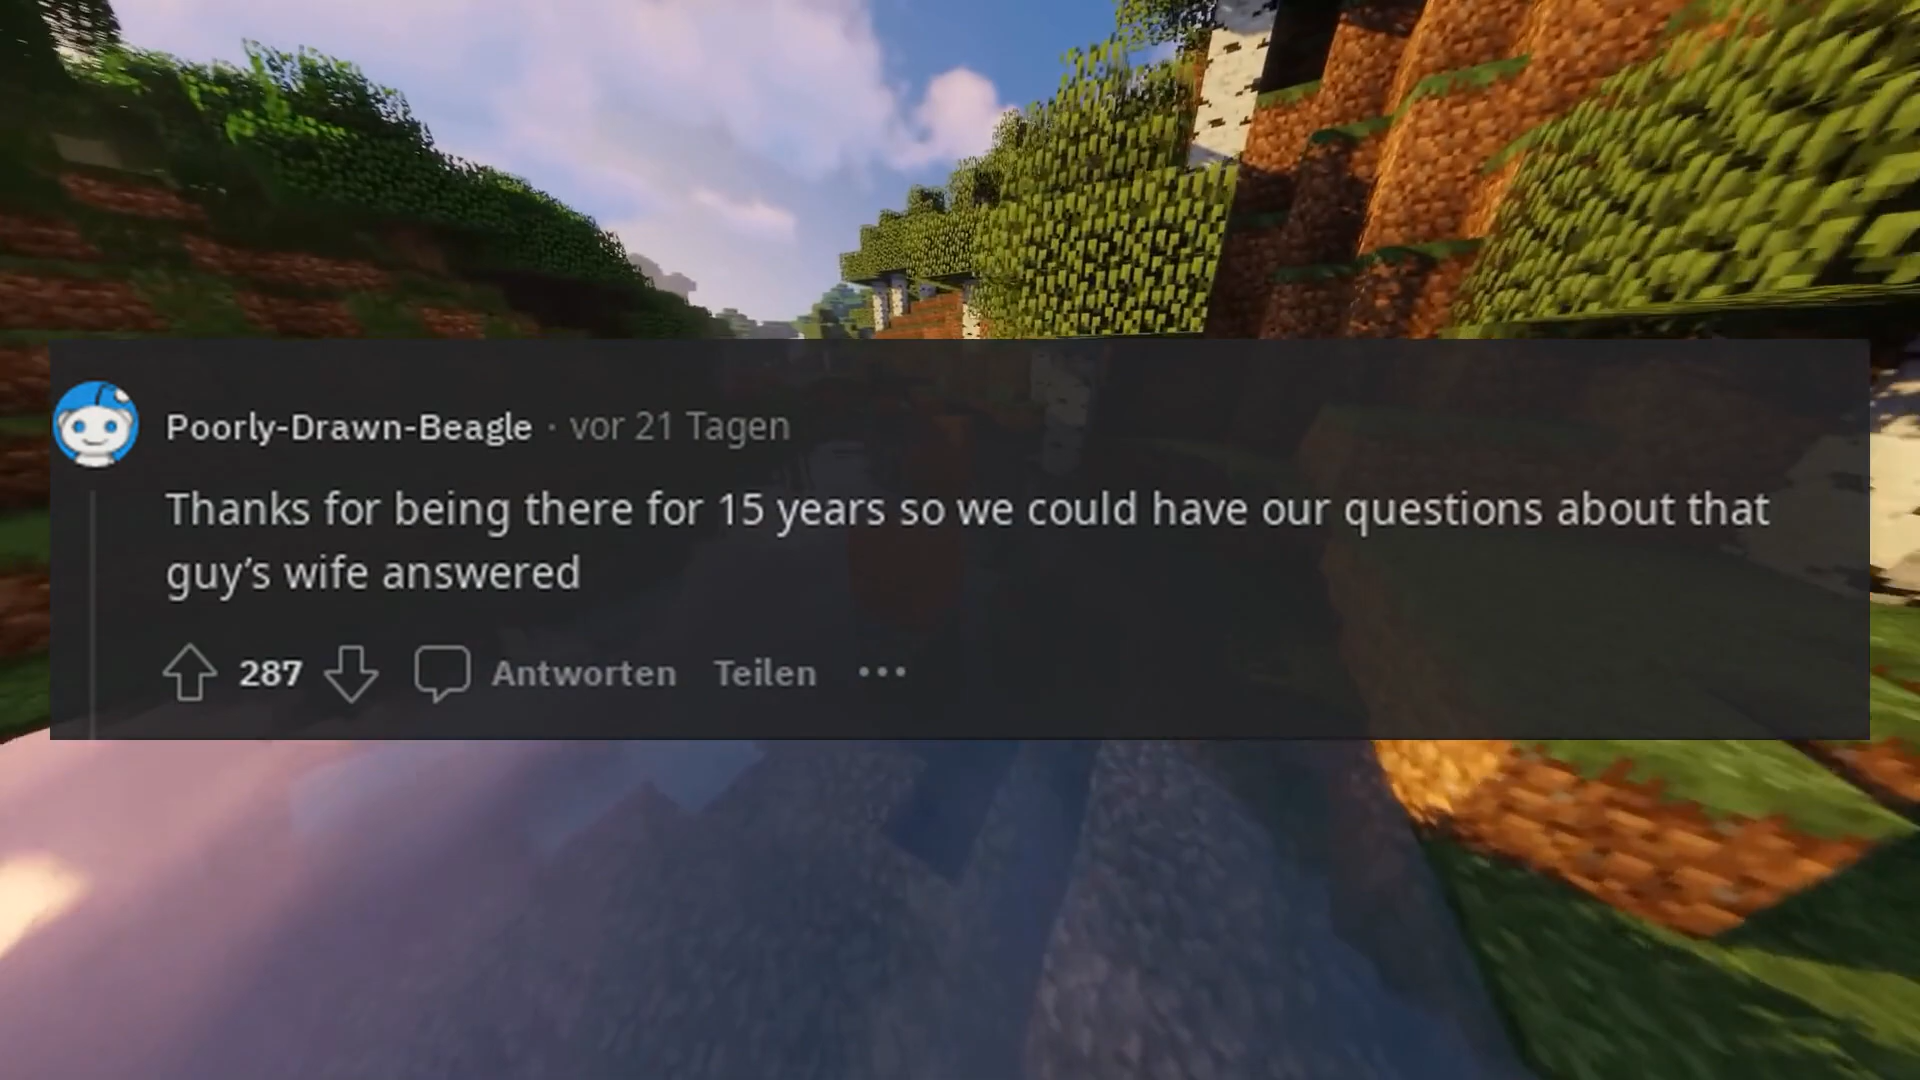 Poorly-Drawn-Beagle · vor 21 Tagen
Thanks for being there for 15 years so we could have our questions about that
guy’s wife answered
287 Antworten Teilen •••